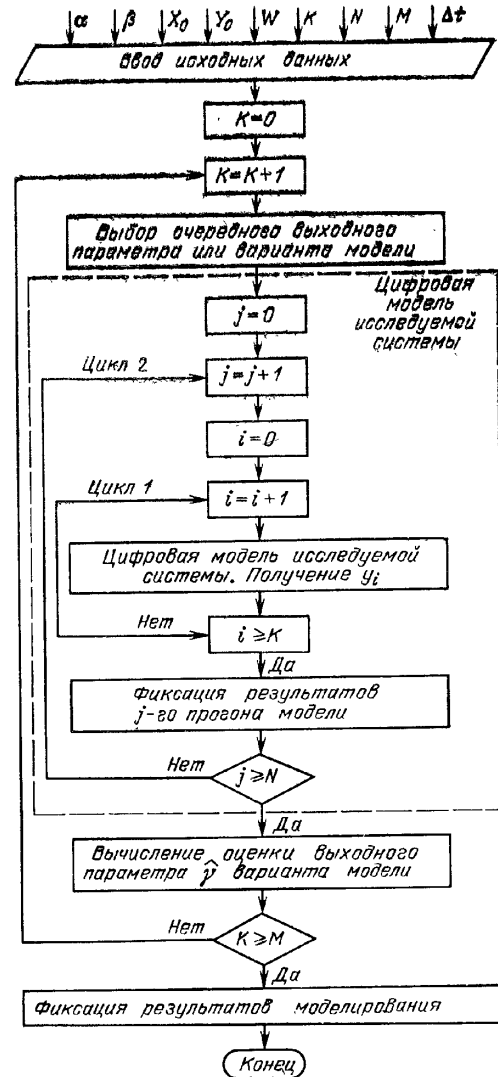 α β X₀ Y₀ W K N M Δt
Ввод исходных данных
K=0
K=K+1
Выбор очередного выходного
параметра или варианта модели
Цифровая
модель
исследуемой
системы
j=0
Цикл 2
j=j+1
i=0
Цикл 1
i=i+1
Цифровая модель исследуемой
системы. Получение yᵢ
Нет
i≥K
Да
Фиксация результатов
j-го прогона модели
Нет
j≥N
Да
Вычисление оценки выходного
параметра γ̂ варианта модели
Нет
K≥M
Да
Фиксация результатов моделирования
Конец